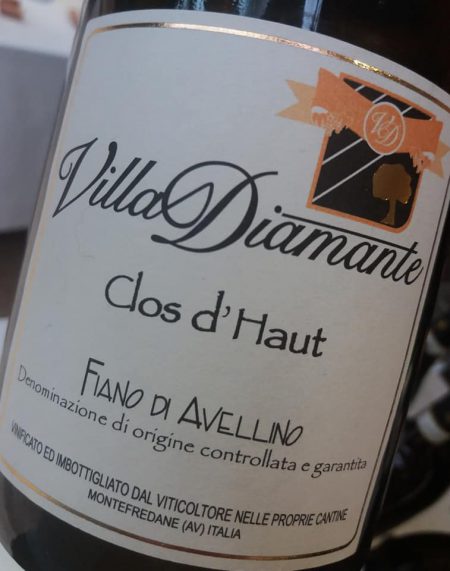 VD
Villa Diamante
Clos d'Haut
FIANO DI AVELLINO
Denominazione di origine controllata e garantita
VINIFICATO ED IMBOTTIGLIATO DAL VITICOLTORE NELLE PROPRIE CANTINE
MONTEFREDANE (AV) ITALIA